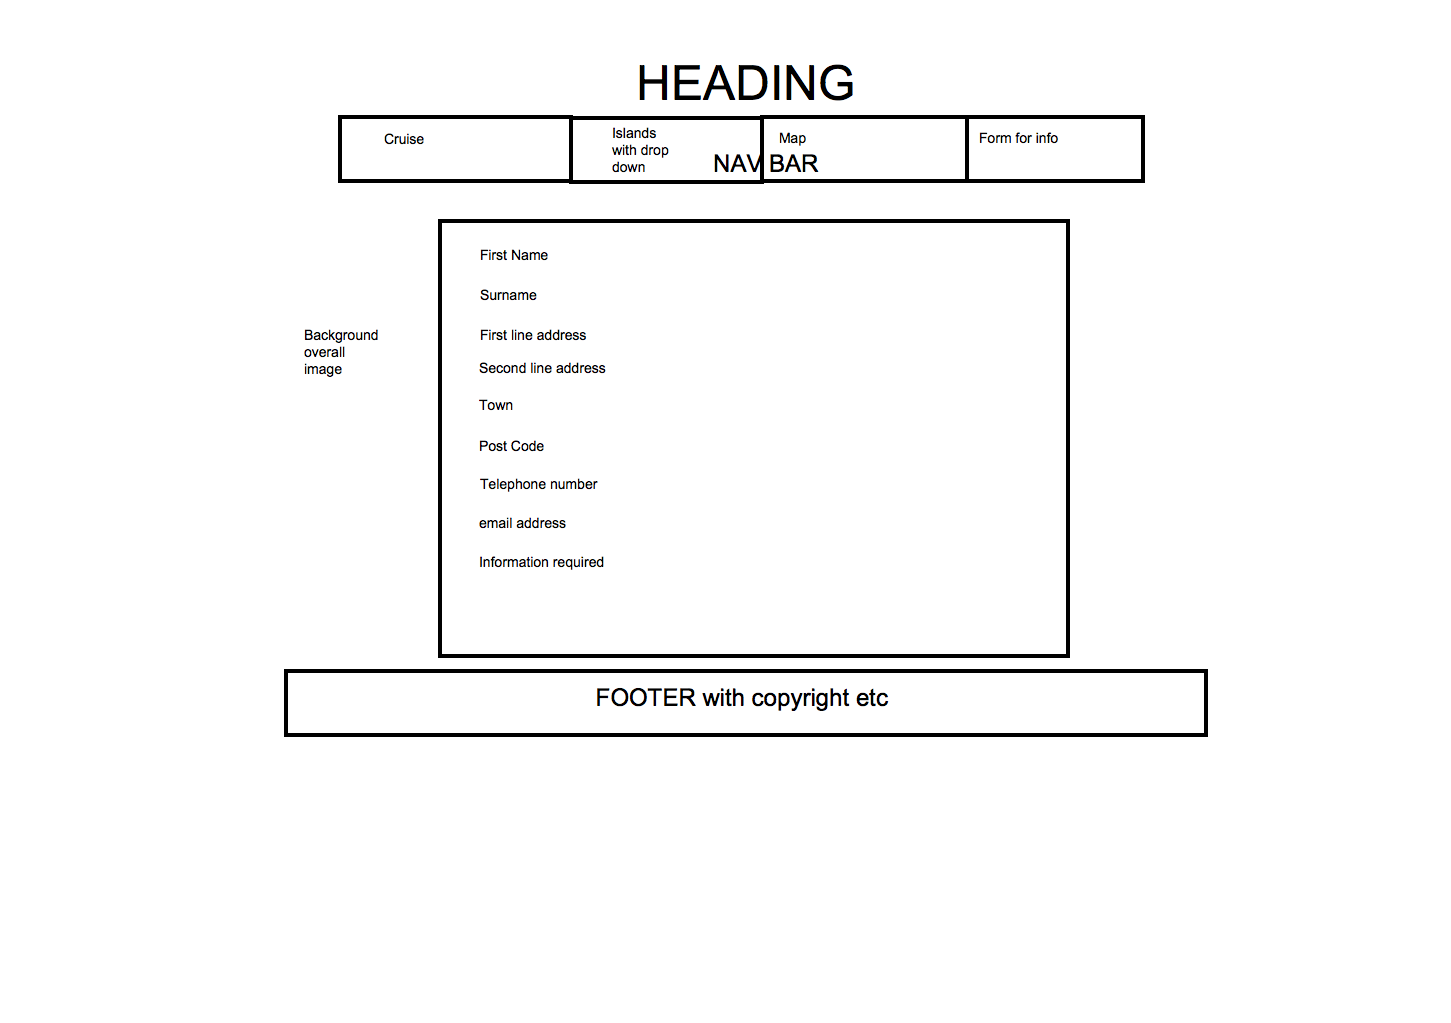 HEADING
Cruise
Islands
with drop
down
Map
Form for info
NAV BAR
First Name
Surname
First line address
Second line address
Town
Post Code
Telephone number
email address
Information required
Background
overall
image
FOOTER with copyright etc